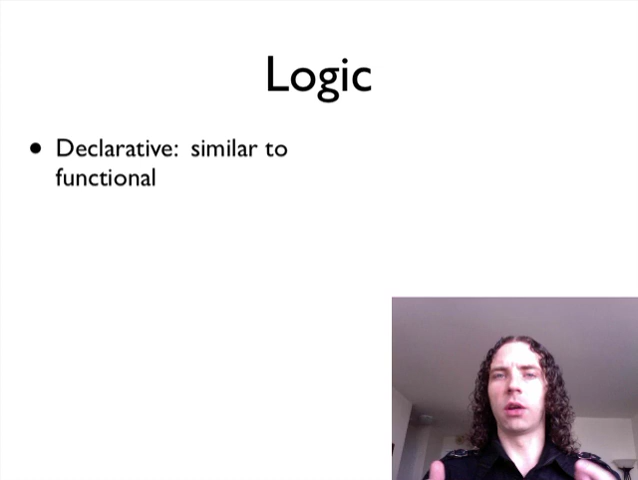 Logic
• Declarative: similar to
functional